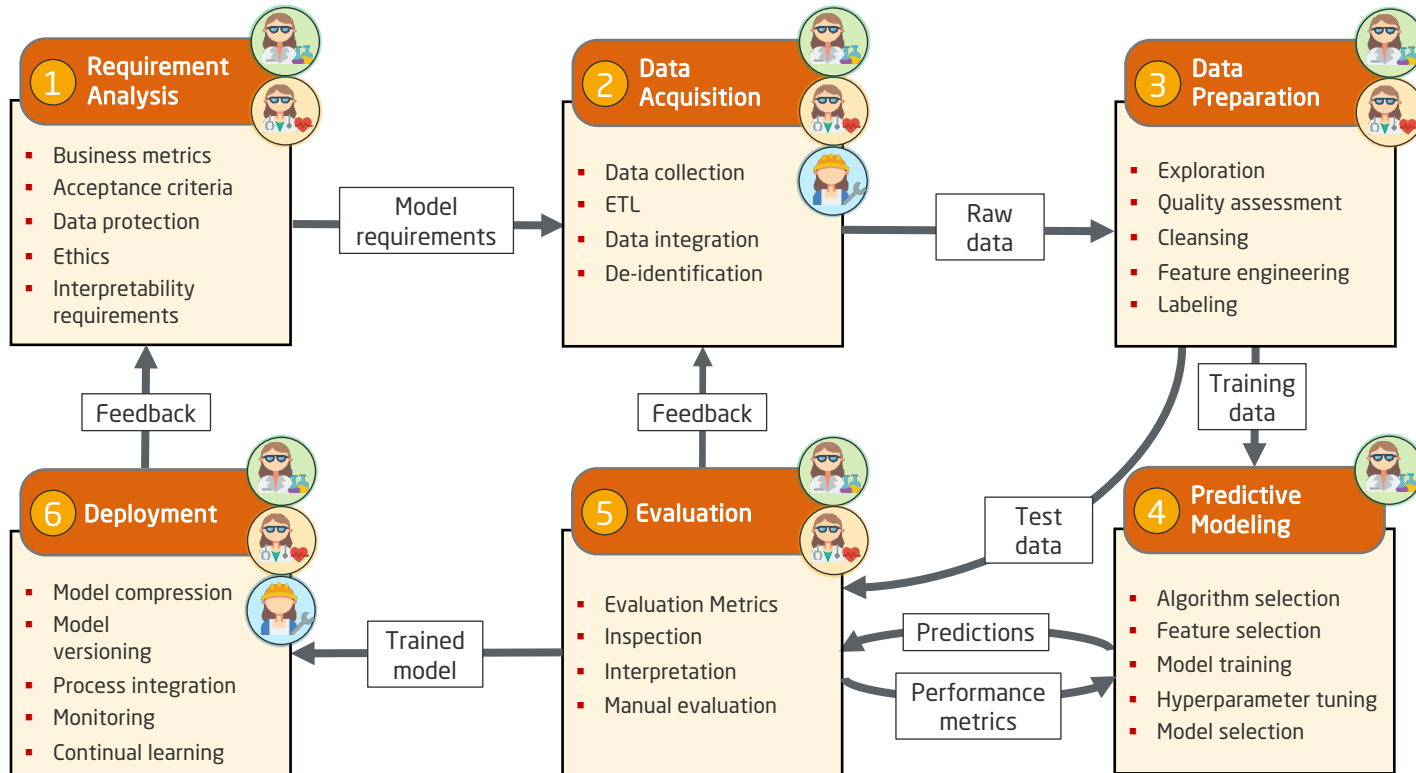 1
Requirement
Analysis
Business metrics
Acceptance criteria
Data protection
Ethics
Interpretability
requirements
Model
requirements
2
Data
Acquisition
Data collection
ETL
Data integration
De-identification
Raw
data
3
Data
Preparation
Exploration
Quality assessment
Cleansing
Feature engineering
Labeling
Feedback
Feedback
Training
data
Test
data
6
Deployment
Model compression
Model
versioning
Process integration
Monitoring
Continual learning
Trained
model
5
Evaluation
Evaluation Metrics
Inspection
Interpretation
Manual evaluation
Predictions
Performance
metrics
4
Predictive
Modeling
Algorithm selection
Feature selection
Model training
Hyperparameter tuning
Model selection